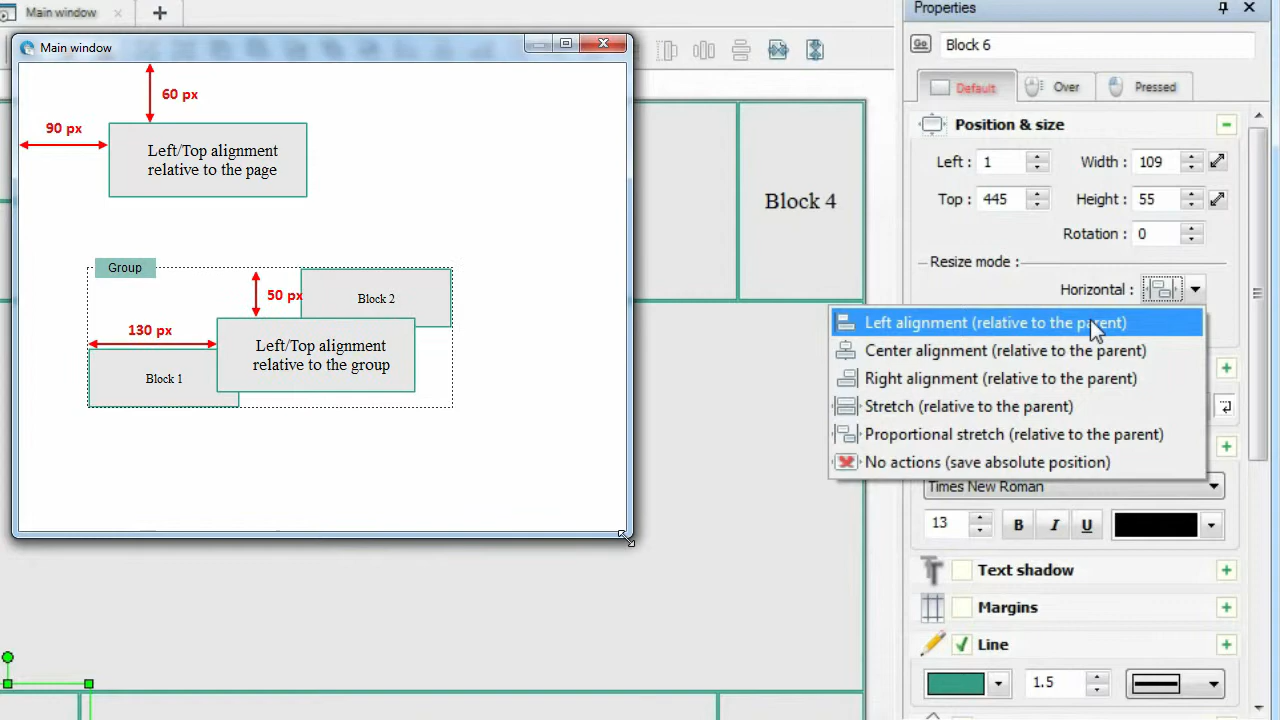 Main window
Properties
Main window
Block 6
Default
Over
Pressed
60 px
90 px
Left/Top alignment
relative to the page
Position & size
Left :
1
Width :
109
Top :
445
Height :
55
Rotation :
0
Resize mode :
Horizontal :
Block 4
Group
50 px
Block 2
130 px
Left/Top alignment
relative to the group
Block 1
Left alignment (relative to the parent)
Center alignment (relative to the parent)
Right alignment (relative to the parent)
Stretch (relative to the parent)
Proportional stretch (relative to the parent)
No actions (save absolute position)
Times New Roman
13
B
I
U
Text shadow
Margins
Line
1.5